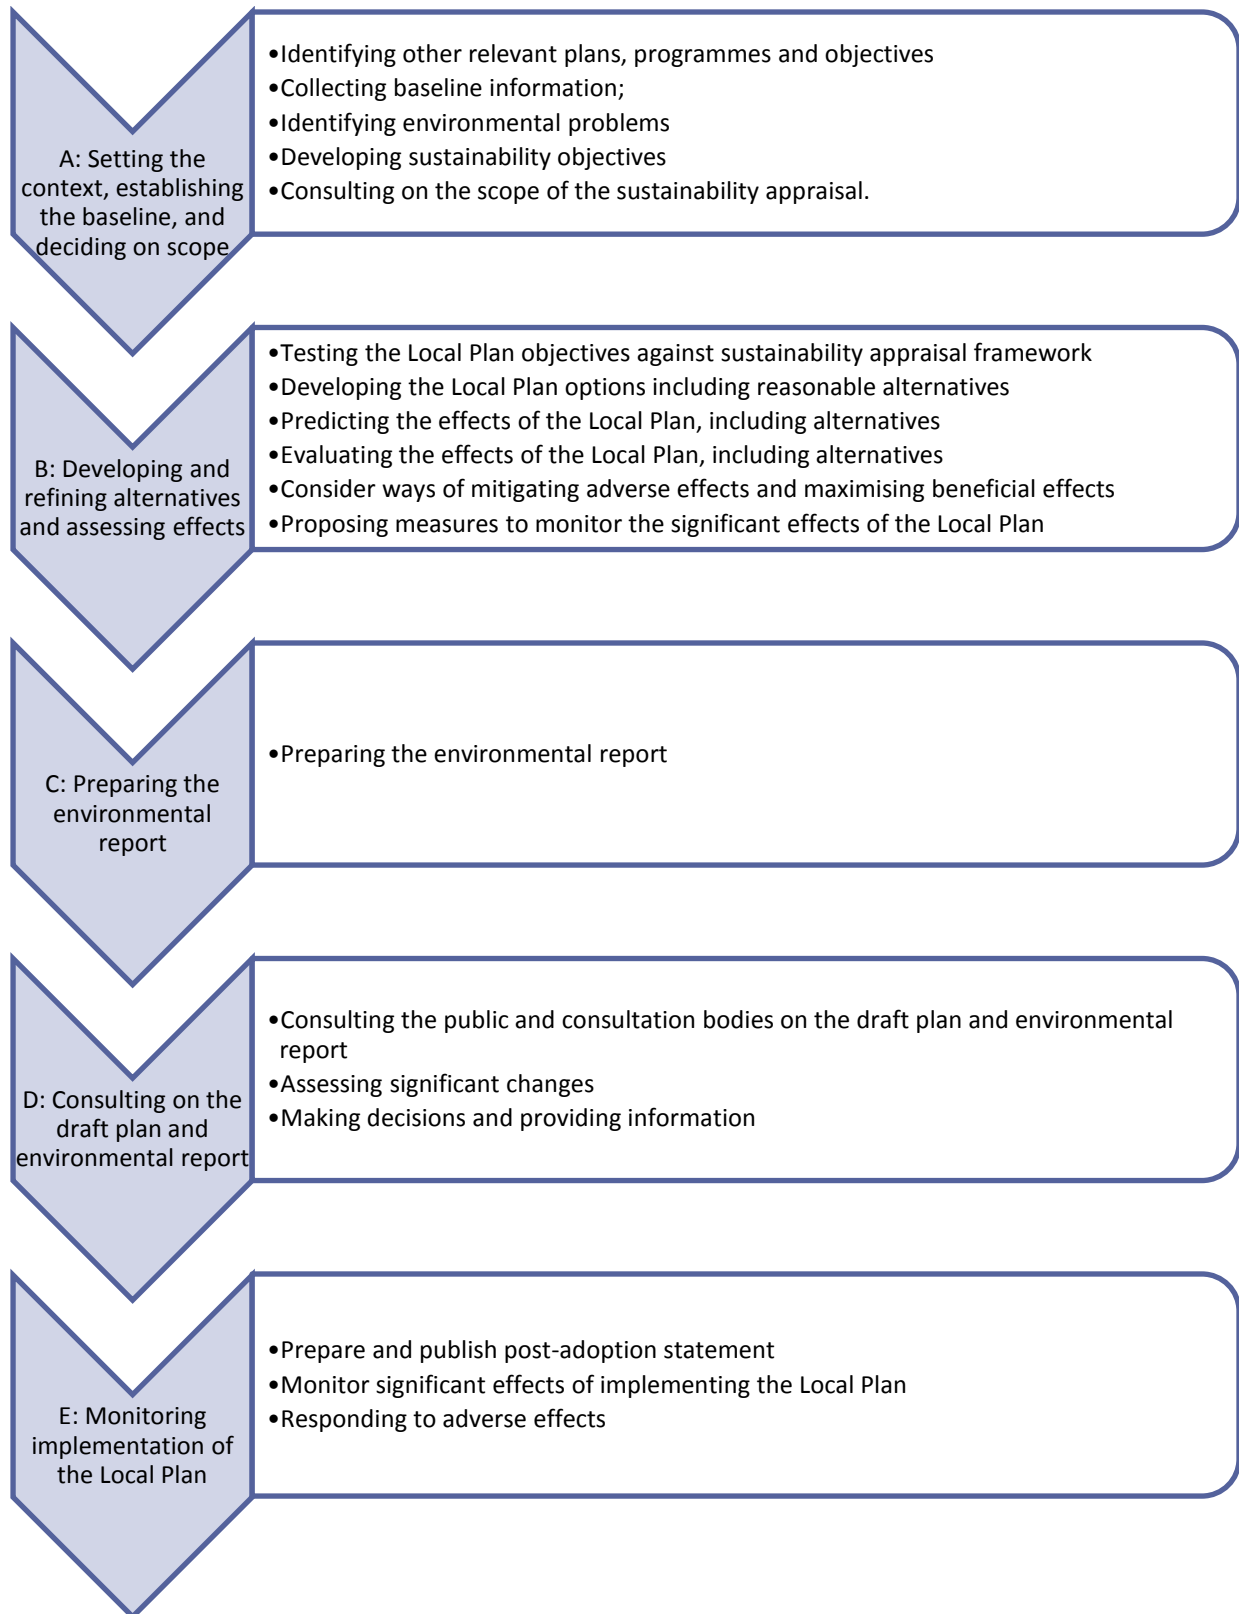 A: Setting the
context, establishing
the baseline, and
deciding on scope
•Identifying other relevant plans, programmes and objectives
•Collecting baseline information;
•Identifying environmental problems
•Developing sustainability objectives
•Consulting on the scope of the sustainability appraisal.
B: Developing and
refining alternatives
and assessing effects
•Testing the Local Plan objectives against sustainability appraisal framework
•Developing the Local Plan options including reasonable alternatives
•Predicting the effects of the Local Plan, including alternatives
•Evaluating the effects of the Local Plan, including alternatives
•Consider ways of mitigating adverse effects and maximising beneficial effects
•Proposing measures to monitor the significant effects of the Local Plan
C: Preparing the
environmental
report
•Preparing the environmental report
D: Consulting on the
draft plan and
environmental report
•Consulting the public and consultation bodies on the draft plan and environmental
report
•Assessing significant changes
•Making decisions and providing information
E: Monitoring
implementation of
the Local Plan
•Prepare and publish post-adoption statement
•Monitor significant effects of implementing the Local Plan
•Responding to adverse effects